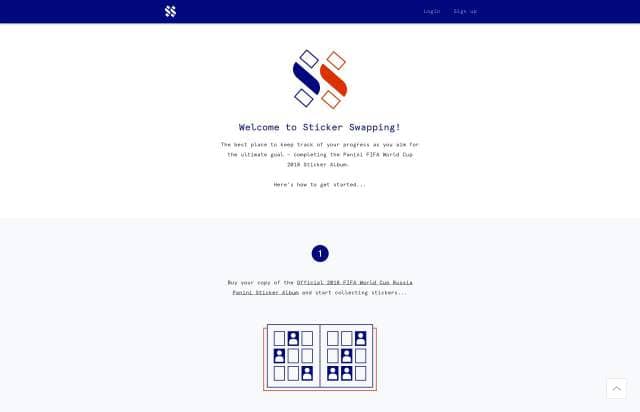 Login Sign up
Welcome to Sticker Swapping!
The best place to keep track of your progress as you aim for
the ultimate goal - completing the Panini FIFA World Cup
2018 Sticker Album.
Here's how to get started...
1
Buy your copy of the Official 2018 FIFA World Cup Russia
Panini Sticker Album and start collecting stickers...